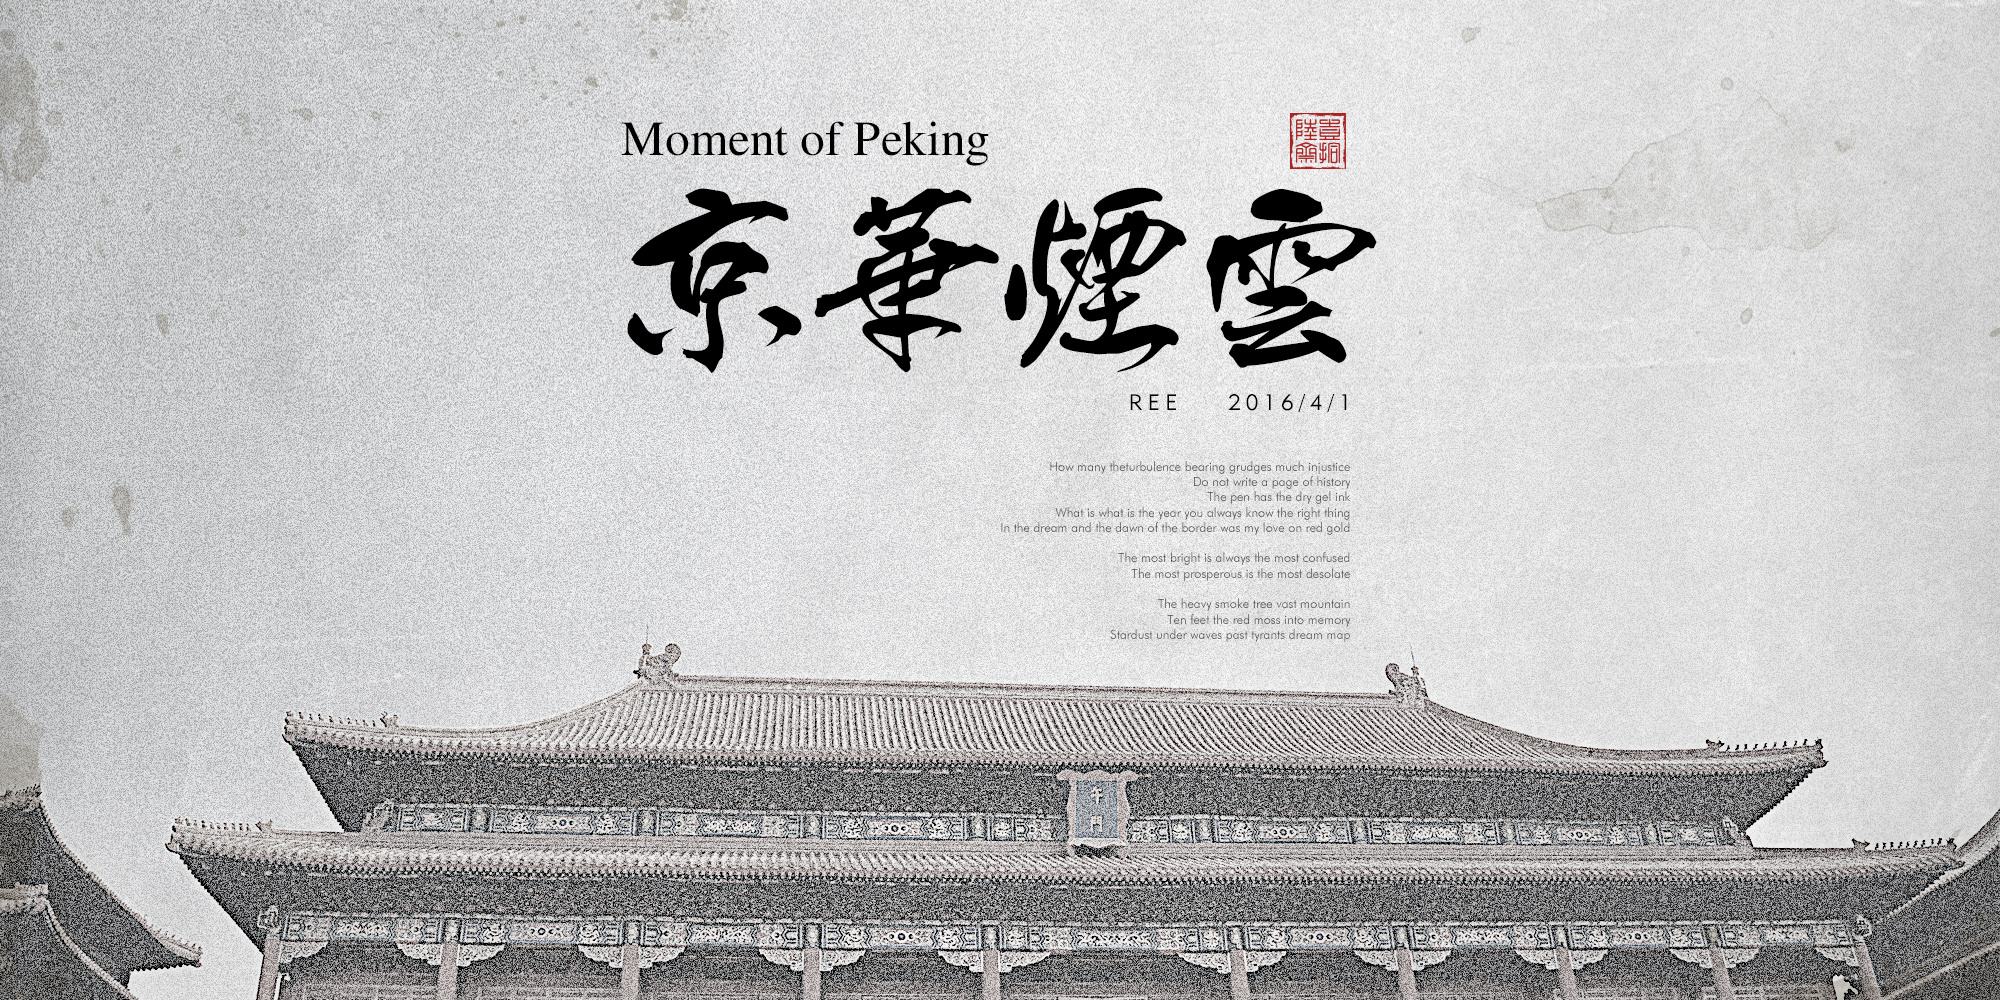 Moment of Peking
京華煙雲
REE 2016/4/1
How many theturbulence bearing grudges much injustice
Do not write a page of history
The pen has the dry gel ink
What is what is the year you always know the right thing
In the dream and the dawn of the border was my love on red gold
The most bright is always the most confused
The most prosperous is the most desolate
The heavy smoke tree vast mountain
Ten feet the red moss into memory
Stardust under waves past tyrants dream map
午門